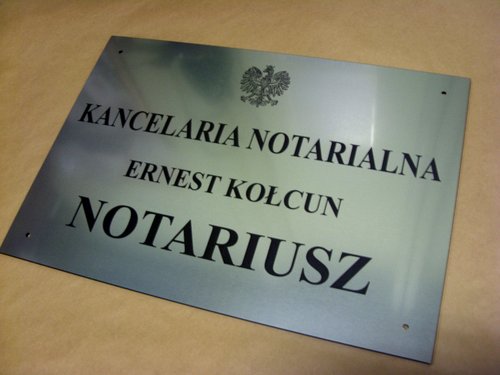 KANCELARIA NOTARIALNA
ERNEST KOŁCUN
NOTARIUSZ